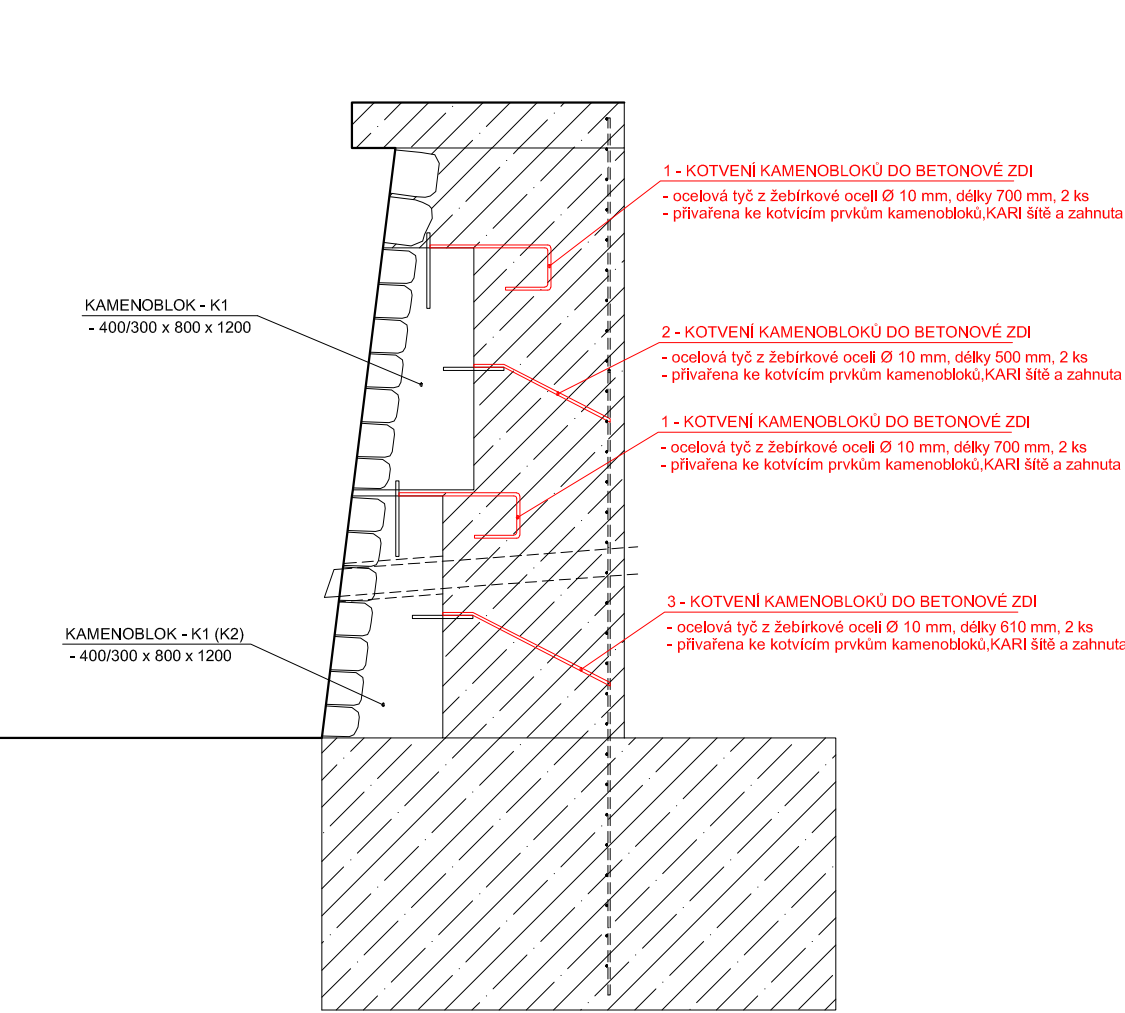 1 - KOTVENÍ KAMENOBLOKŮ DO BETONOVÉ ZDI
- ocelová tyč z žebírkové oceli Ø 10 mm, délky 700 mm, 2 ks
- přivařena ke kotvícím prvkům kamenobloků,KARI šítě a zahnuta
KAMENOBLOK - K1
- 400/300 x 800 x 1200
2 - KOTVENÍ KAMENOBLOKŮ DO BETONOVÉ ZDI
- ocelová tyč z žebírkové oceli Ø 10 mm, délky 500 mm, 2 ks
- přivařena ke kotvícím prvkům kamenobloků,KARI šítě a zahnuta
1 - KOTVENÍ KAMENOBLOKŮ DO BETONOVÉ ZDI
- ocelová tyč z žebírkové oceli Ø 10 mm, délky 700 mm, 2 ks
- přivařena ke kotvícím prvkům kamenobloků,KARI šítě a zahnuta
3 - KOTVENÍ KAMENOBLOKŮ DO BETONOVÉ ZDI
- ocelová tyč z žebírkové oceli Ø 10 mm, délky 610 mm, 2 ks
- přivařena ke kotvícím prvkům kamenobloků,KARI šítě a zahnuta
KAMENOBLOK - K1 (K2)
- 400/300 x 800 x 1200